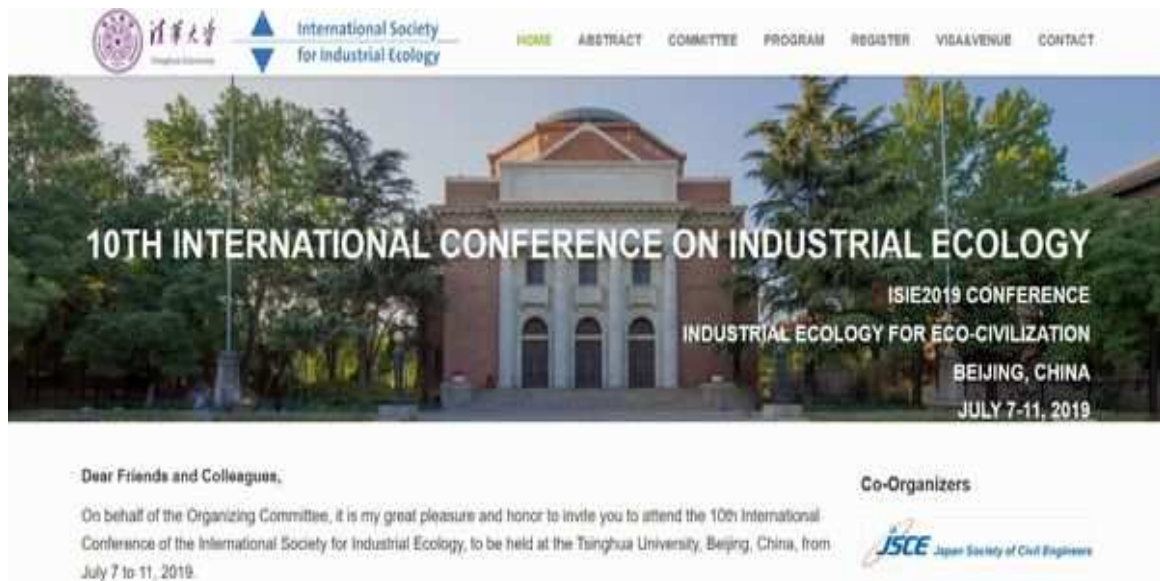 清華大学
Tsinghua University
International Society
for Industrial Ecology
HOME ABSTRACT COMMITTEE PROGRAM REGISTER VISA&VENUE CONTACT
10TH INTERNATIONAL CONFERENCE ON INDUSTRIAL ECOLOGY
ISIE2019 CONFERENCE
INDUSTRIAL ECOLOGY FOR ECO-CIVILIZATION
BEIJING, CHINA
JULY 7-11, 2019
Dear Friends and Colleagues,
On behalf of the Organizing Committee, it is my great pleasure and honor to invite you to attend the 10th International
Conference of the International Society for Industrial Ecology, to be held at the Tsinghua University, Beijing, China, from
July 7 to 11, 2019.
Co-Organizers
JSCE Japan Society of Civil Engineers